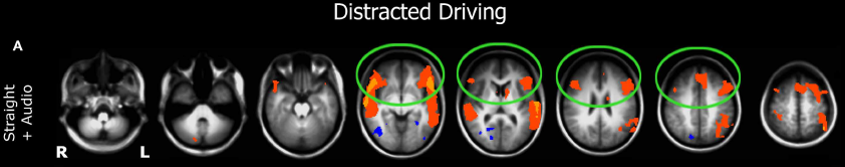 Distracted Driving
A
Straight
+ Audio
R
L